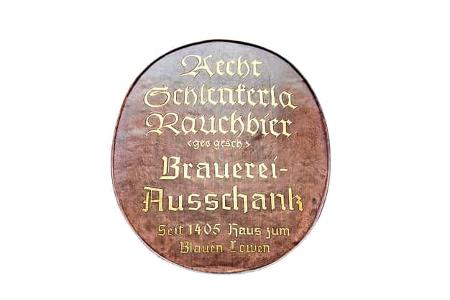 Aecht
Schlenkerla
Rauchbier
<ges gesch>
Brauerei-
Ausschank
Seit 1405 Haus zum
Blauen Löwen